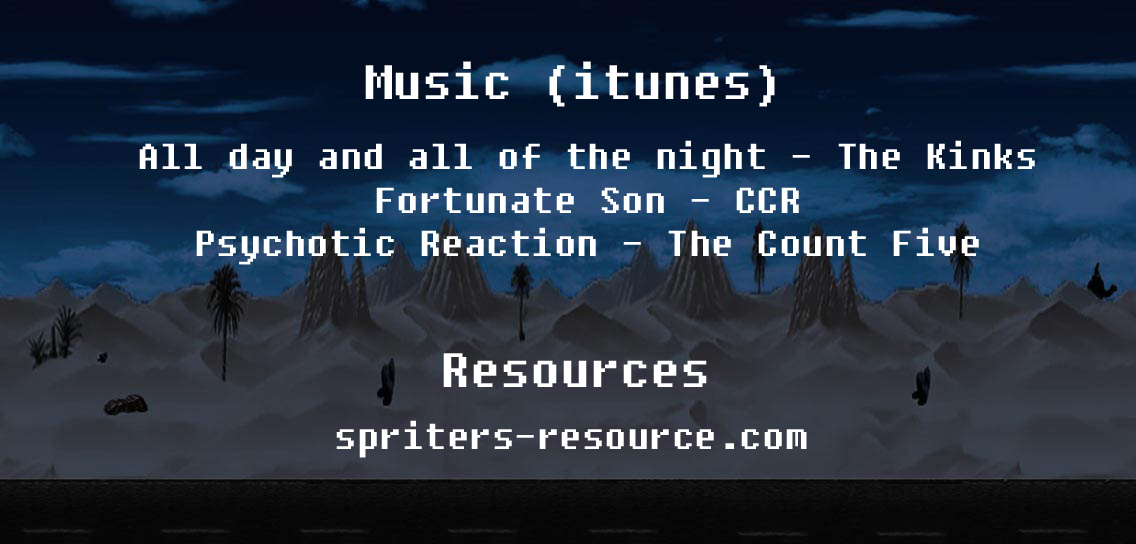 Music (itunes)
All day and all of the night - The Kinks
Fortunate Son - CCR
Psychotic Reaction - The Count Five
Resources
spriters-resource.com